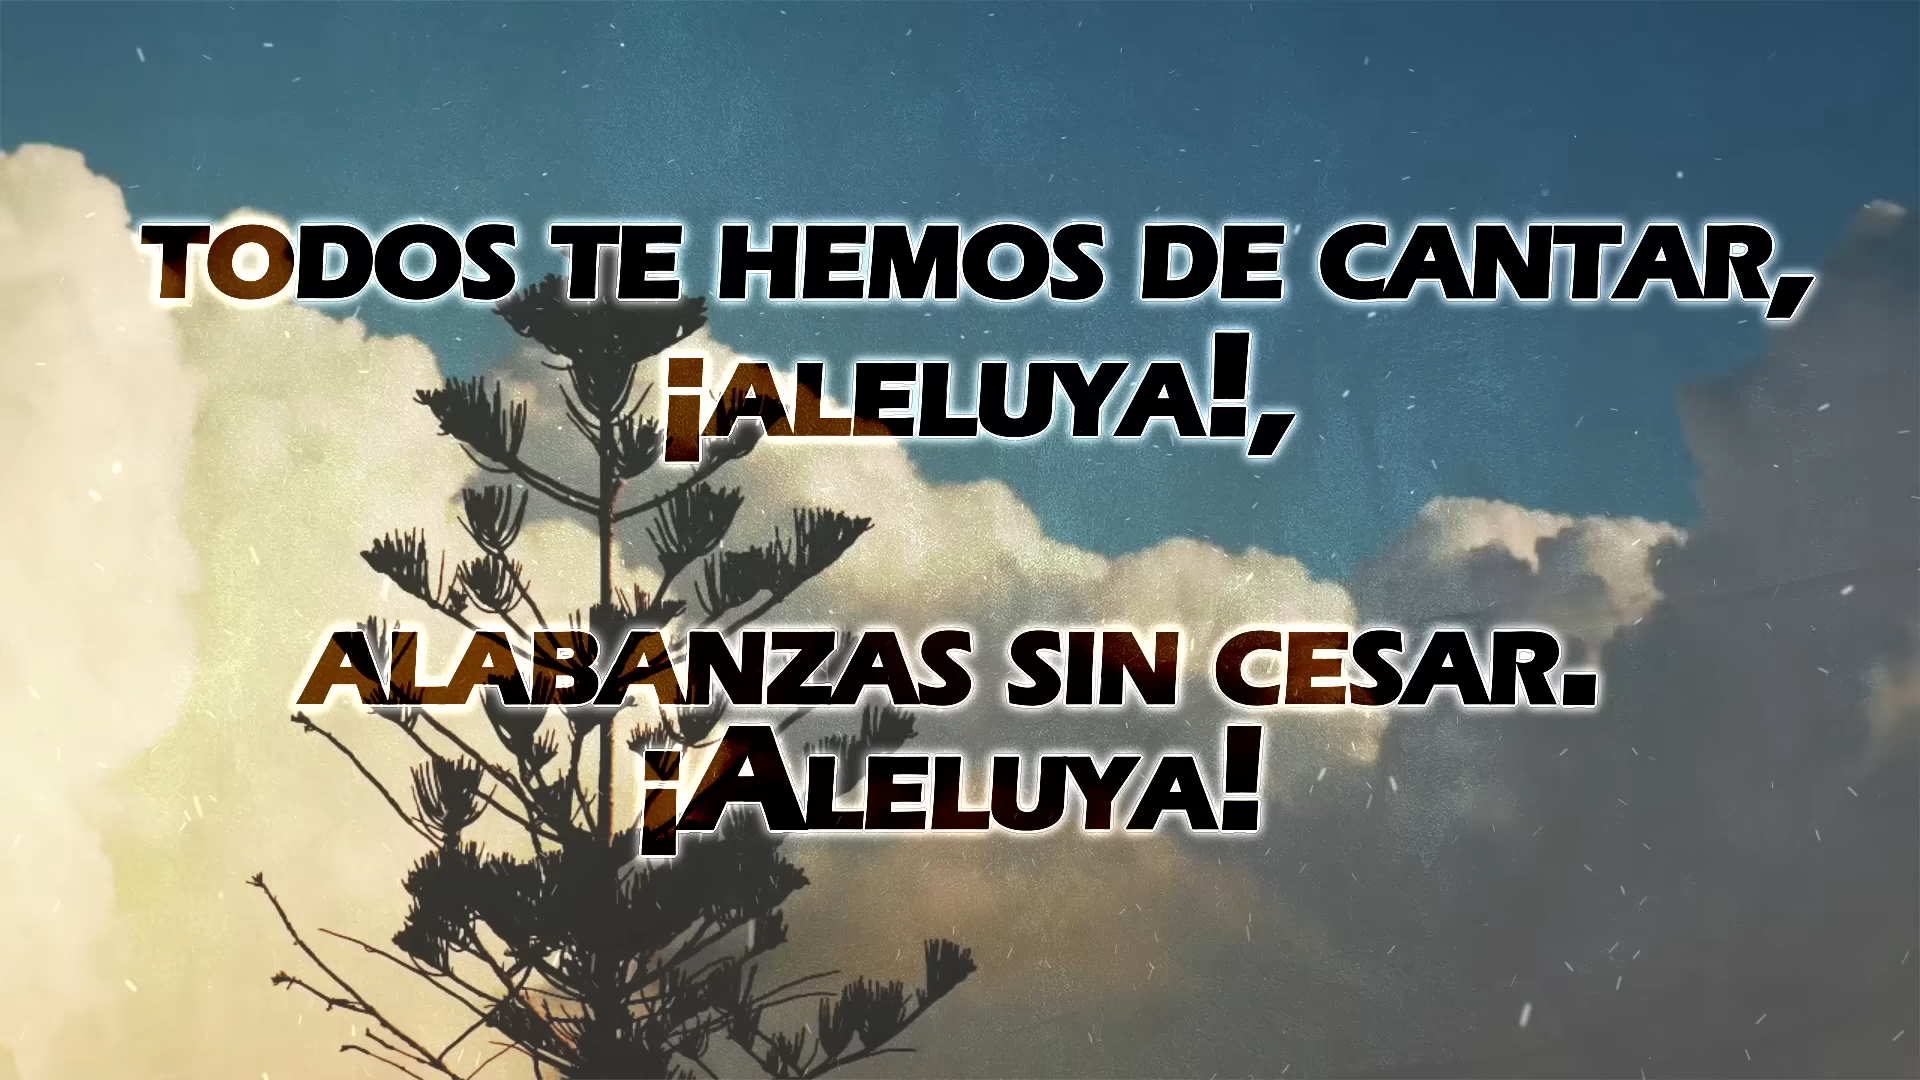 TODOS TE HEMOS DE CANTAR,
¡ALELUYA!,
ALABANZAS SIN CESAR.
¡ALELUYA!